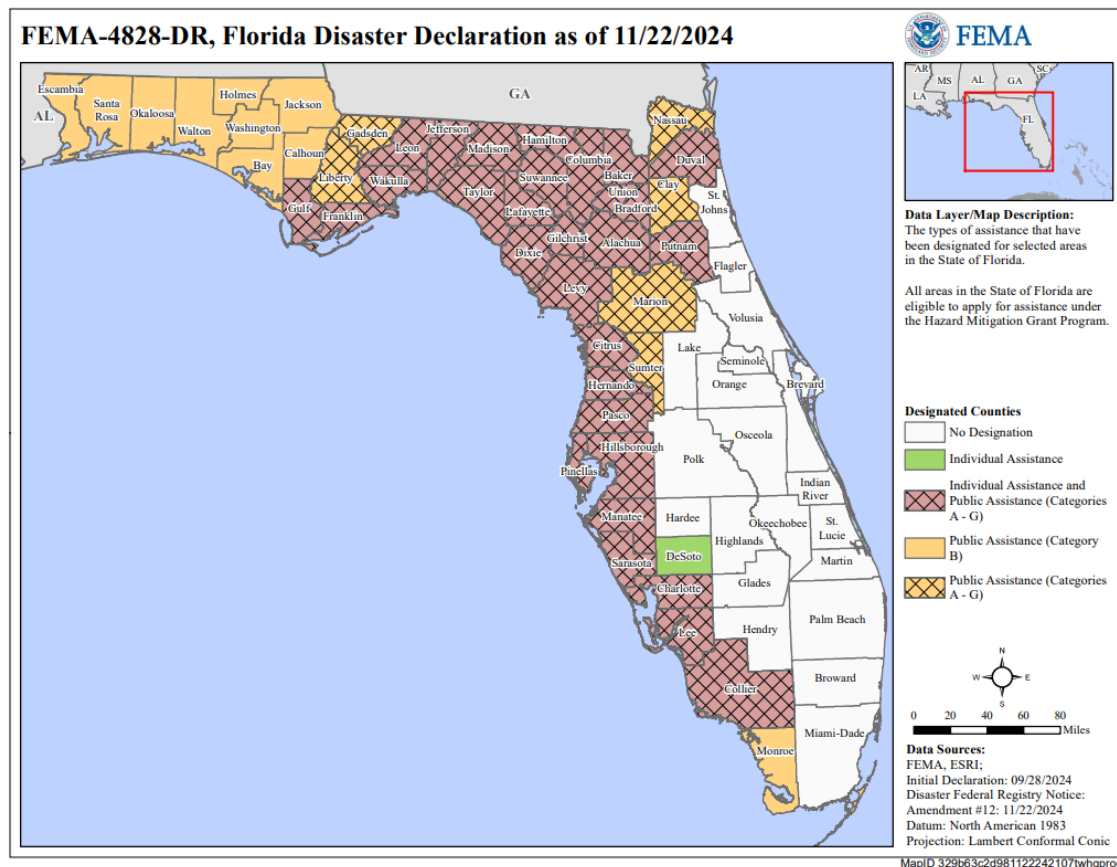 FEMA-4828-DR, Florida Disaster Declaration as of 11/22/2024
FEMA
AL
GA
Escambia
Santa
Rosa
Okaloosa
Walton
Holmes
Washington
Bay
Jackson
Calhoun
Gulf
Gadsden
Liberty
Franklin
Leon
Wakulla
Jefferson
Madison
Taylor
Hamilton
Suwannee
Lafayette
Dixie
Columbia
Gilchrist
Levy
Baker
Union
Bradford
Alachua
Nassau
Duval
Clay
St.
Johns
Putnam
Flagler
Marion
Volusia
Citrus
Sumter
Lake
Seminole
Orange
Brevard
Hernando
Pasco
Hillsborough
Pinellas
Polk
Osceola
Indian
River
Manatee
Hardee
Highlands
Okeechobee
St.
Lucie
Sarasota
DeSoto
Martin
Charlotte
Glades
Lee
Hendry
Palm Beach
Collier
Broward
Monroe
Miami-Dade
AR
MS
AL
GA
SC
LA
FL
Data Layer/Map Description:
The types of assistance that have
been designated for selected areas
in the State of Florida.
All areas in the State of Florida are
eligible to apply for assistance under
the Hazard Mitigation Grant Program.
Designated Counties
No Designation
Individual Assistance
Individual Assistance and
Public Assistance (Categories
A - G)
Public Assistance (Category
B)
Public Assistance (Categories
A - G)
N
W
E
S
0 20 40 60 80
Miles
Data Sources:
FEMA, ESRI;
Initial Declaration: 09/28/2024
Disaster Federal Registry Notice:
Amendment #12: 11/22/2024
Datum: North American 1983
Projection: Lambert Conformal Conic
MapID 329b63c2d981122242107twhqpro